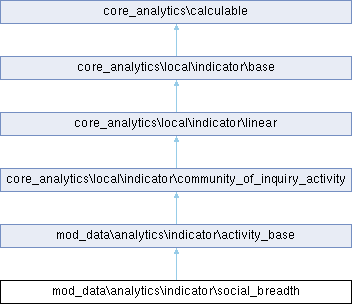 core_analytics\calculable
core_analytics\local\indicator\base
core_analytics\local\indicator\linear
core_analytics\local\indicator\community_of_inquiry_activity
mod_data\analytics\indicator\activity_base
mod_data\analytics\indicator\social_breadth